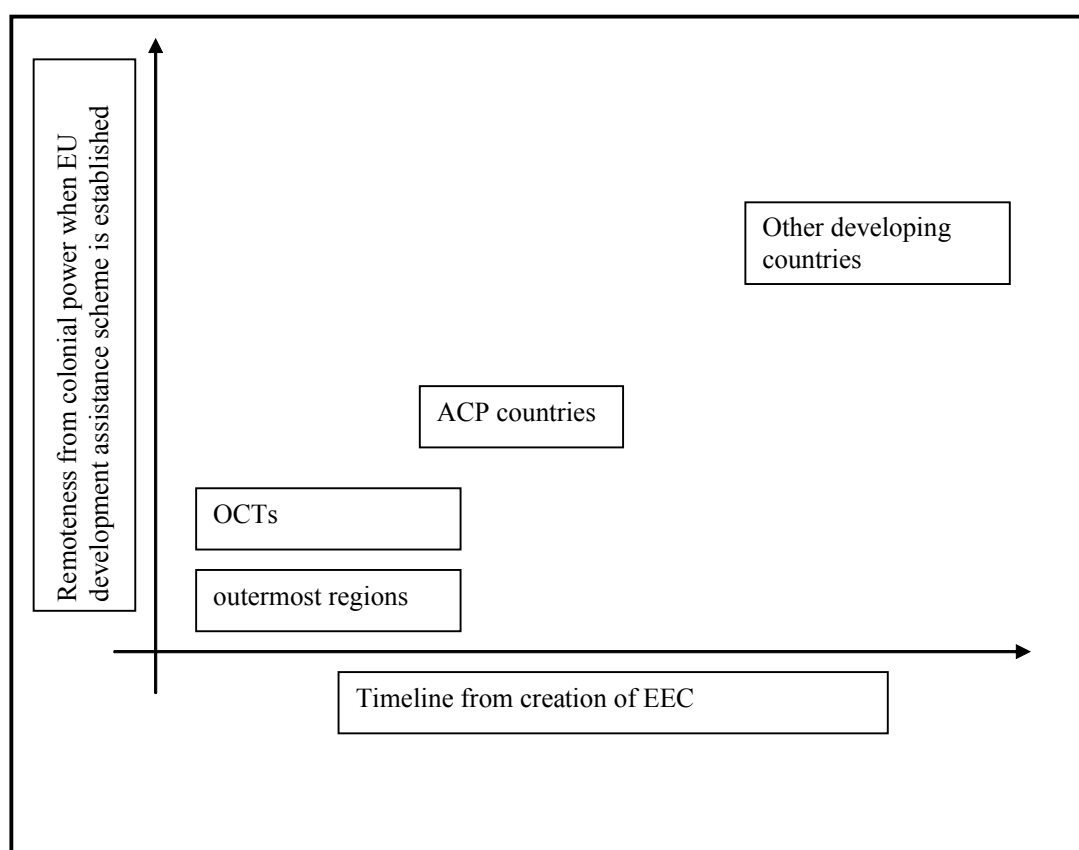 Remoteness from colonial power when EU
development assistance scheme is established
Other developing
countries
ACP countries
OCTs
outermost regions
Timeline from creation of EEC